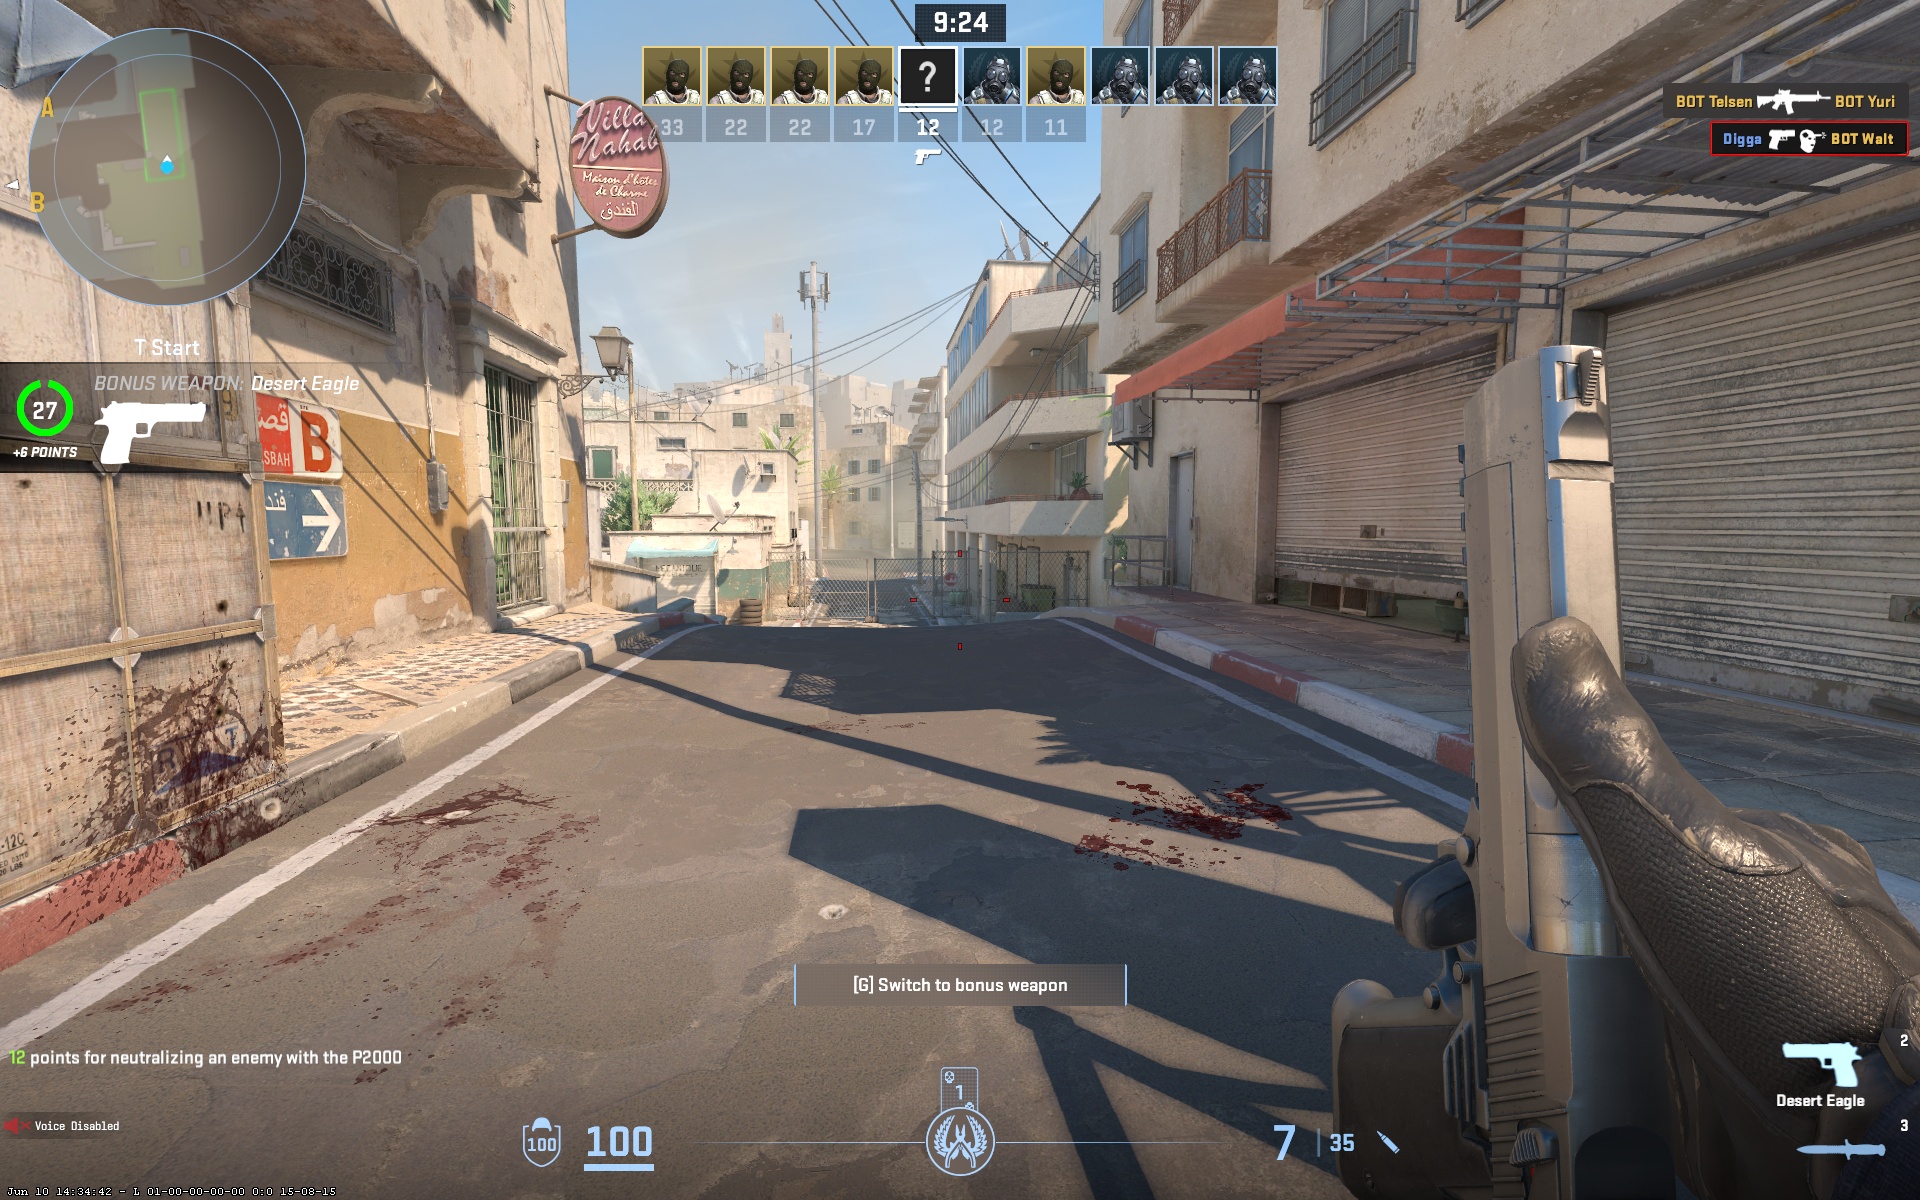 9:24
33 22 22 17 12 12 11
BOT Telsen BOT Yuri
Digga BOT Walt
A
B
Villa
Nahab
Maison d'hôtes
de Charme
الفندق
T Start
BONUS WEAPON: Desert Eagle
27
+6 POINTS
B
SBAH
[G] Switch to bonus weapon
12 points for neutralizing an enemy with the P2000
Voice Disabled
100
100
1
7 | 35
2
Desert Eagle
3
Jun 10 14:34:42 - L 01-00-00-00-00 0:0 15-08-15